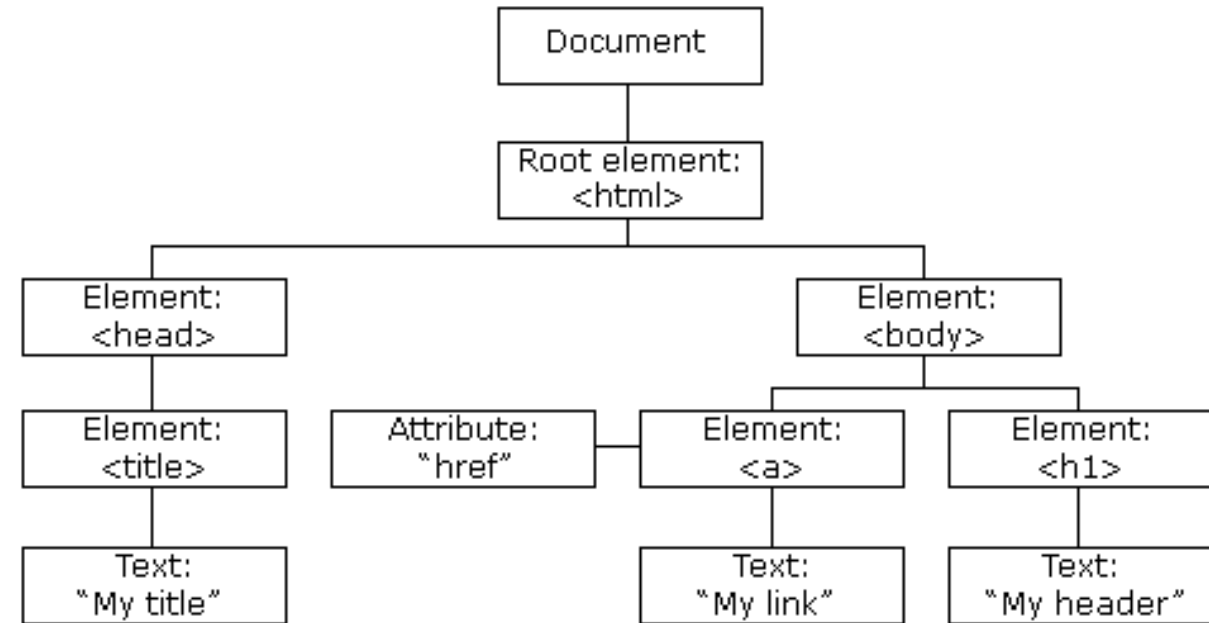 Document
Root element:
<html>
Element:
<head>
Element:
<body>
Element:
<title>
Attribute:
“href”
Element:
<a>
Element:
<h1>
Text:
“My title”
Text:
“My link”
Text:
“My header”